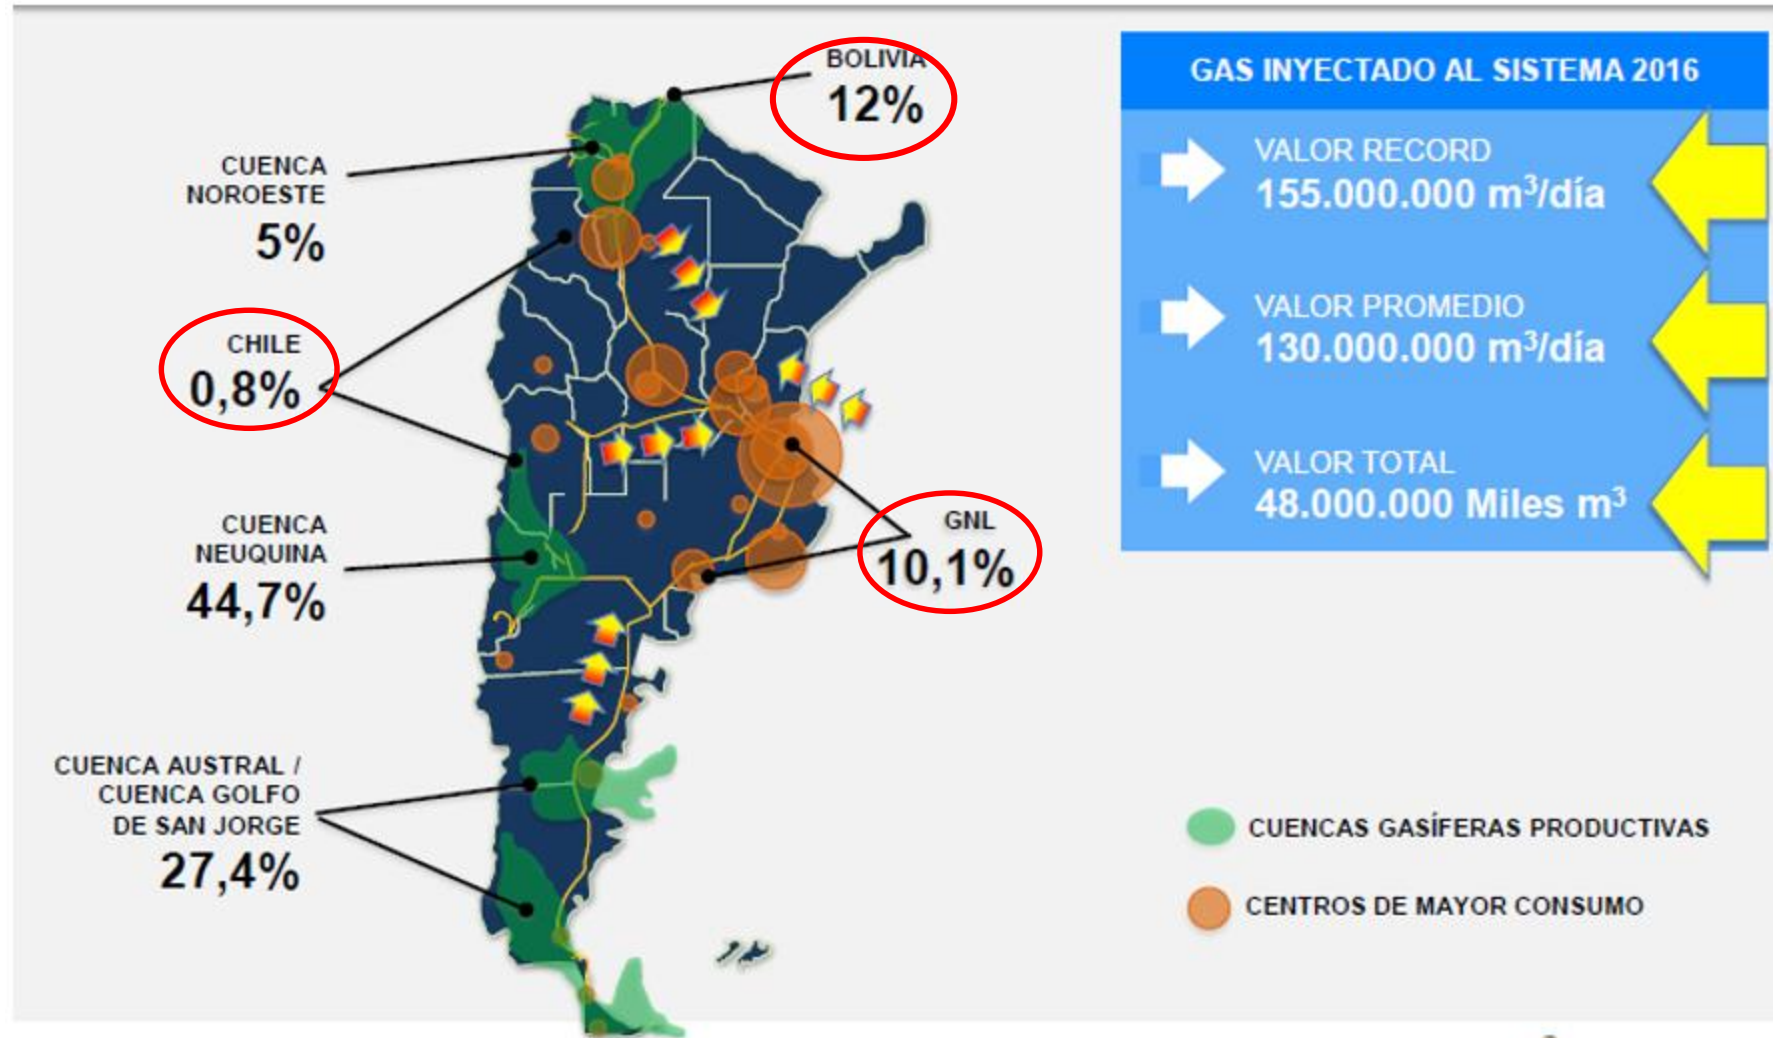 BOLIVIA
12%
CUENCA
NOROESTE
5%
CHILE
0,8%
CUENCA
NEUQUINA
44,7%
CUENCA AUSTRAL /
CUENCA GOLFO
DE SAN JORGE
27,4%
GNL
10,1%
GAS INYECTADO AL SISTEMA 2016
VALOR RECORD
155.000.000 m³/día
VALOR PROMEDIO
130.000.000 m³/día
VALOR TOTAL
48.000.000 Miles m³
CUENCAS GASÍFERAS PRODUCTIVAS
CENTROS DE MAYOR CONSUMO